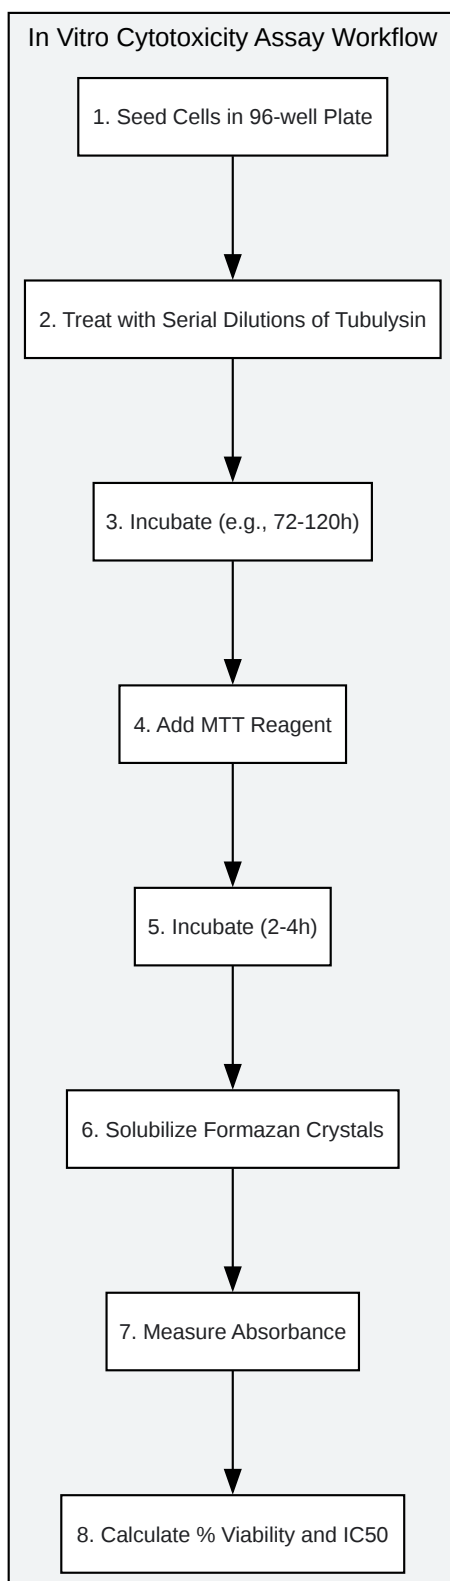 In Vitro Cytotoxicity Assay Workflow
1. Seed Cells in 96-well Plate
2. Treat with Serial Dilutions of Tubulysin
3. Incubate (e.g., 72-120h)
4. Add MTT Reagent
5. Incubate (2-4h)
6. Solubilize Formazan Crystals
7. Measure Absorbance
8. Calculate % Viability and IC50